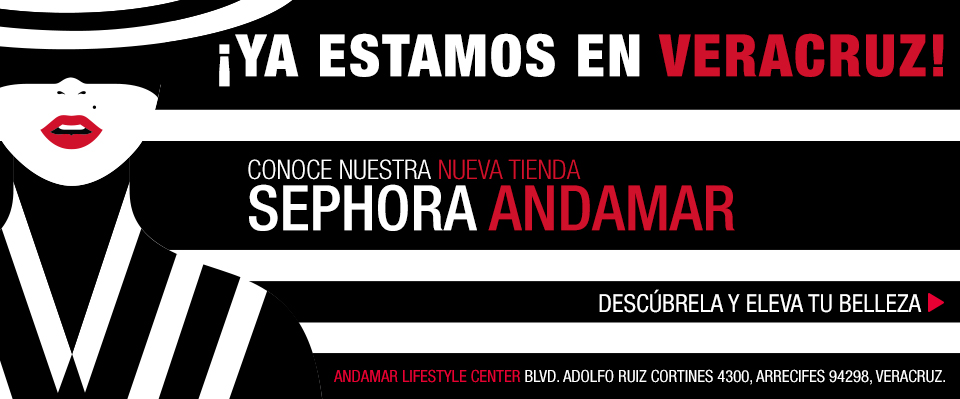 ¡YA ESTAMOS EN VERACRUZ!
CONOCE NUESTRA NUEVA TIENDA
SEPHORA ANDAMAR
DESCÚBRELA Y ELEVA TU BELLEZA
ANDAMAR LIFESTYLE CENTER BLVD. ADOLFO RUIZ CORTINES 4300, ARRECIFES 94298, VERACRUZ.